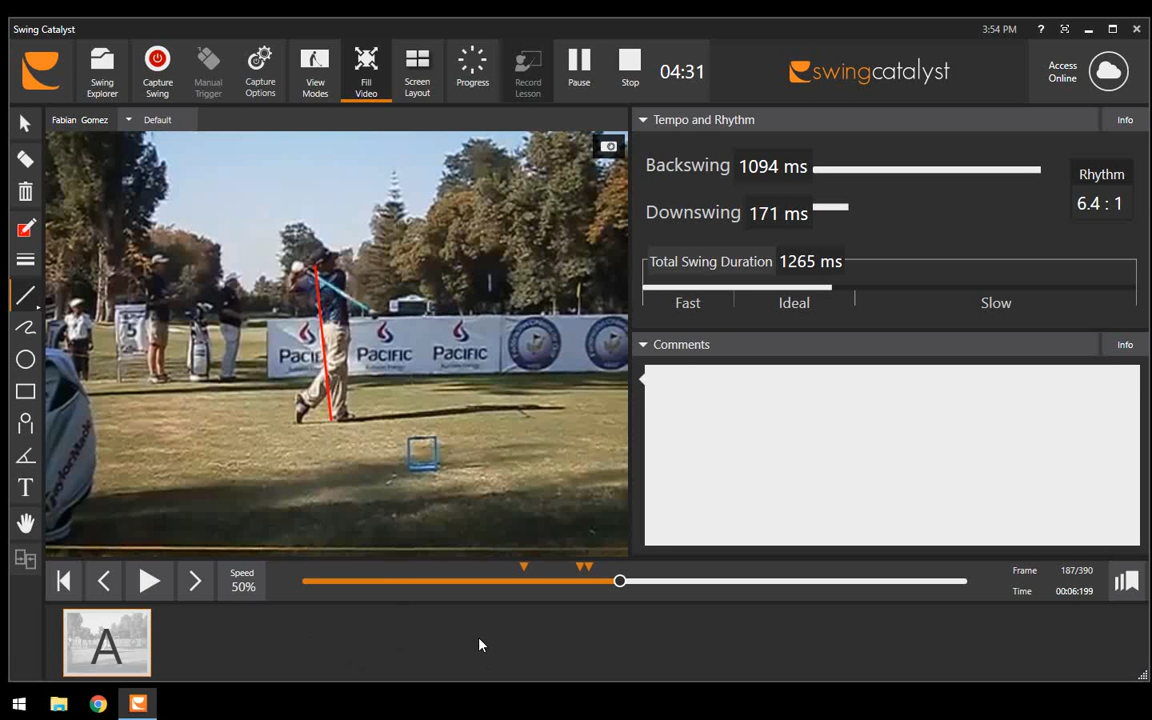 Swing Catalyst
3:54 PM
?
Swing Explorer
Capture Swing
Manual Trigger
Capture Options
View Modes
Fill Video
Screen Layout
Progress
Record Lesson
Pause
Stop
04:31
swingcatalyst
Access Online
Fabian Gomez
Default
Tempo and Rhythm
Info
Backswing 1094 ms
Rhythm
6.4 : 1
Downswing 171 ms
Total Swing Duration 1265 ms
Fast
Ideal
Slow
Comments
Info
T
5
PACIFIC
PACIFIC
TaylorMade
Speed
50%
Frame 187/390
Time 00:06:199
A